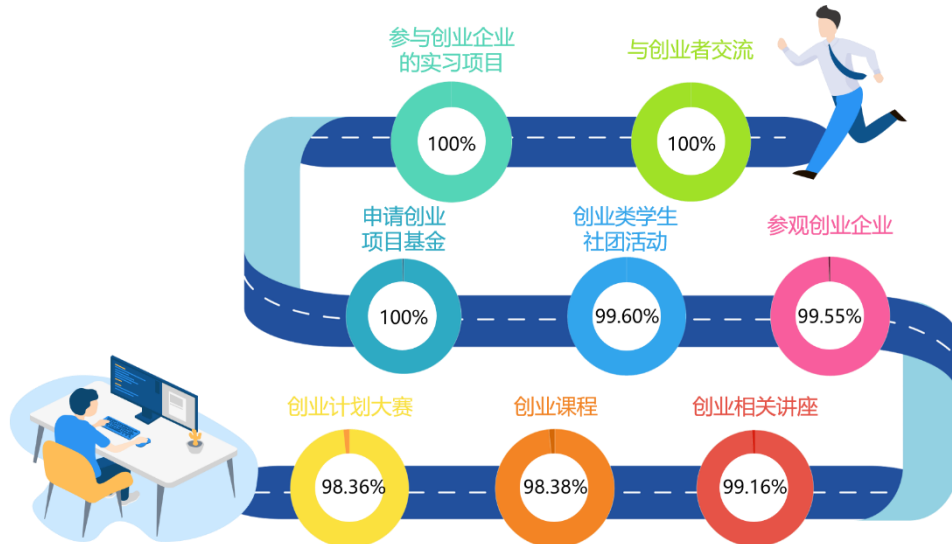 参与创业企业
的实习项目
100%
与创业者交流
100%
申请创业
项目基金
100%
创业类学生
社团活动
99.60%
参观创业企业
99.55%
创业计划大赛
98.36%
创业课程
98.38%
创业相关讲座
99.16%